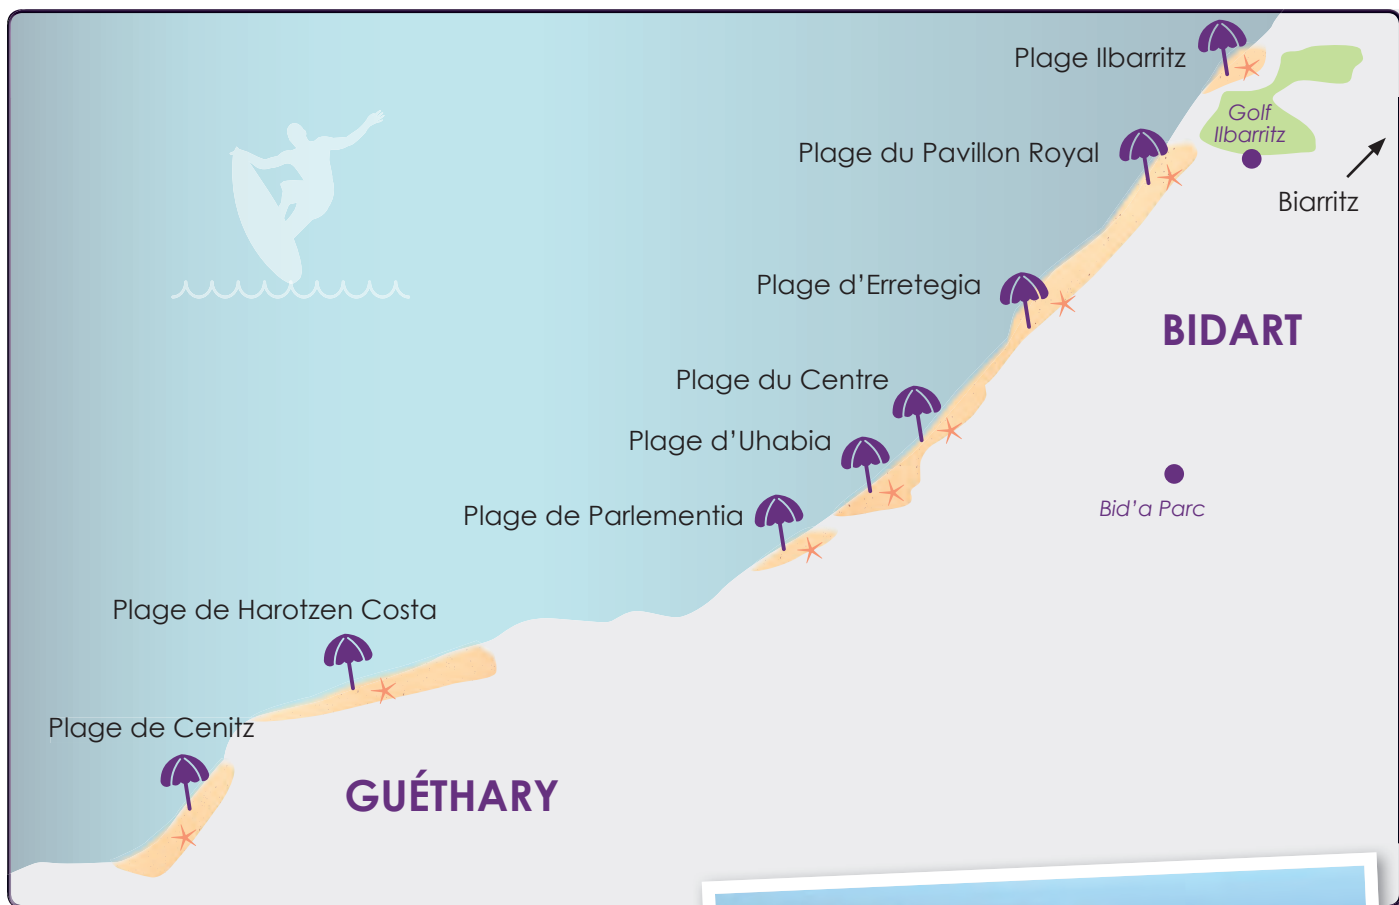 Plage Ilbarritz
Golf
Ilbarritz
Plage du Pavillon Royal
Biarritz
Plage d’Erretegia
BIDART
Plage du Centre
Plage d’Uhabia
Bid’a Parc
Plage de Parlementia
Plage de Harotzen Costa
Plage de Cenitz
GUÉTHARY